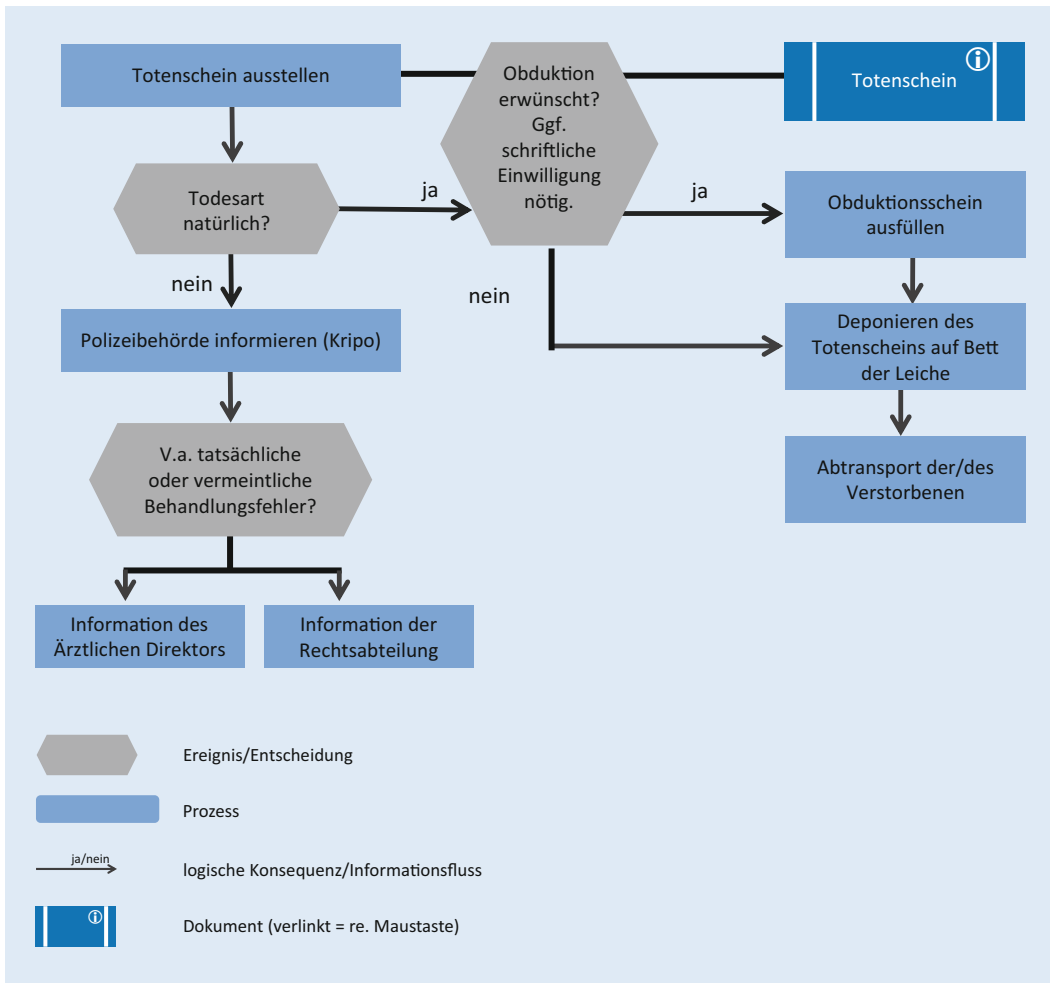 Totenschein ausstellen
Obduktion
erwünscht?
Ggf.
schriftliche
Einwilligung
nötig.
Totenschein
Todesart
natürlich?
ja
ja
Obduktionsschein
ausfüllen
nein
nein
Polizeibehörde informieren (Kripo)
Deponieren des
Totenscheins auf Bett
der Leiche
V.a. tatsächliche
oder vermeintliche
Behandlungsfehler?
Abtransport der/des
Verstorbenen
Information des
Ärztlichen Direktors
Information der
Rechtsabteilung
Ereignis/Entscheidung
Prozess
ja/nein
logische Konsequenz/Informationsfluss
Dokument (verlinkt = re. Maustaste)